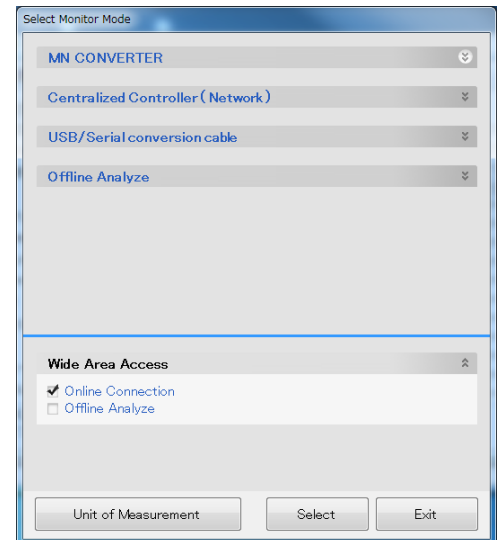 Select Monitor Mode
MN CONVERTER
Centralized Controller(Network)
USB/Serial conversion cable
Offline Analyze
Wide Area Access
Online Connection
Offline Analyze
Unit of Measurement Select Exit